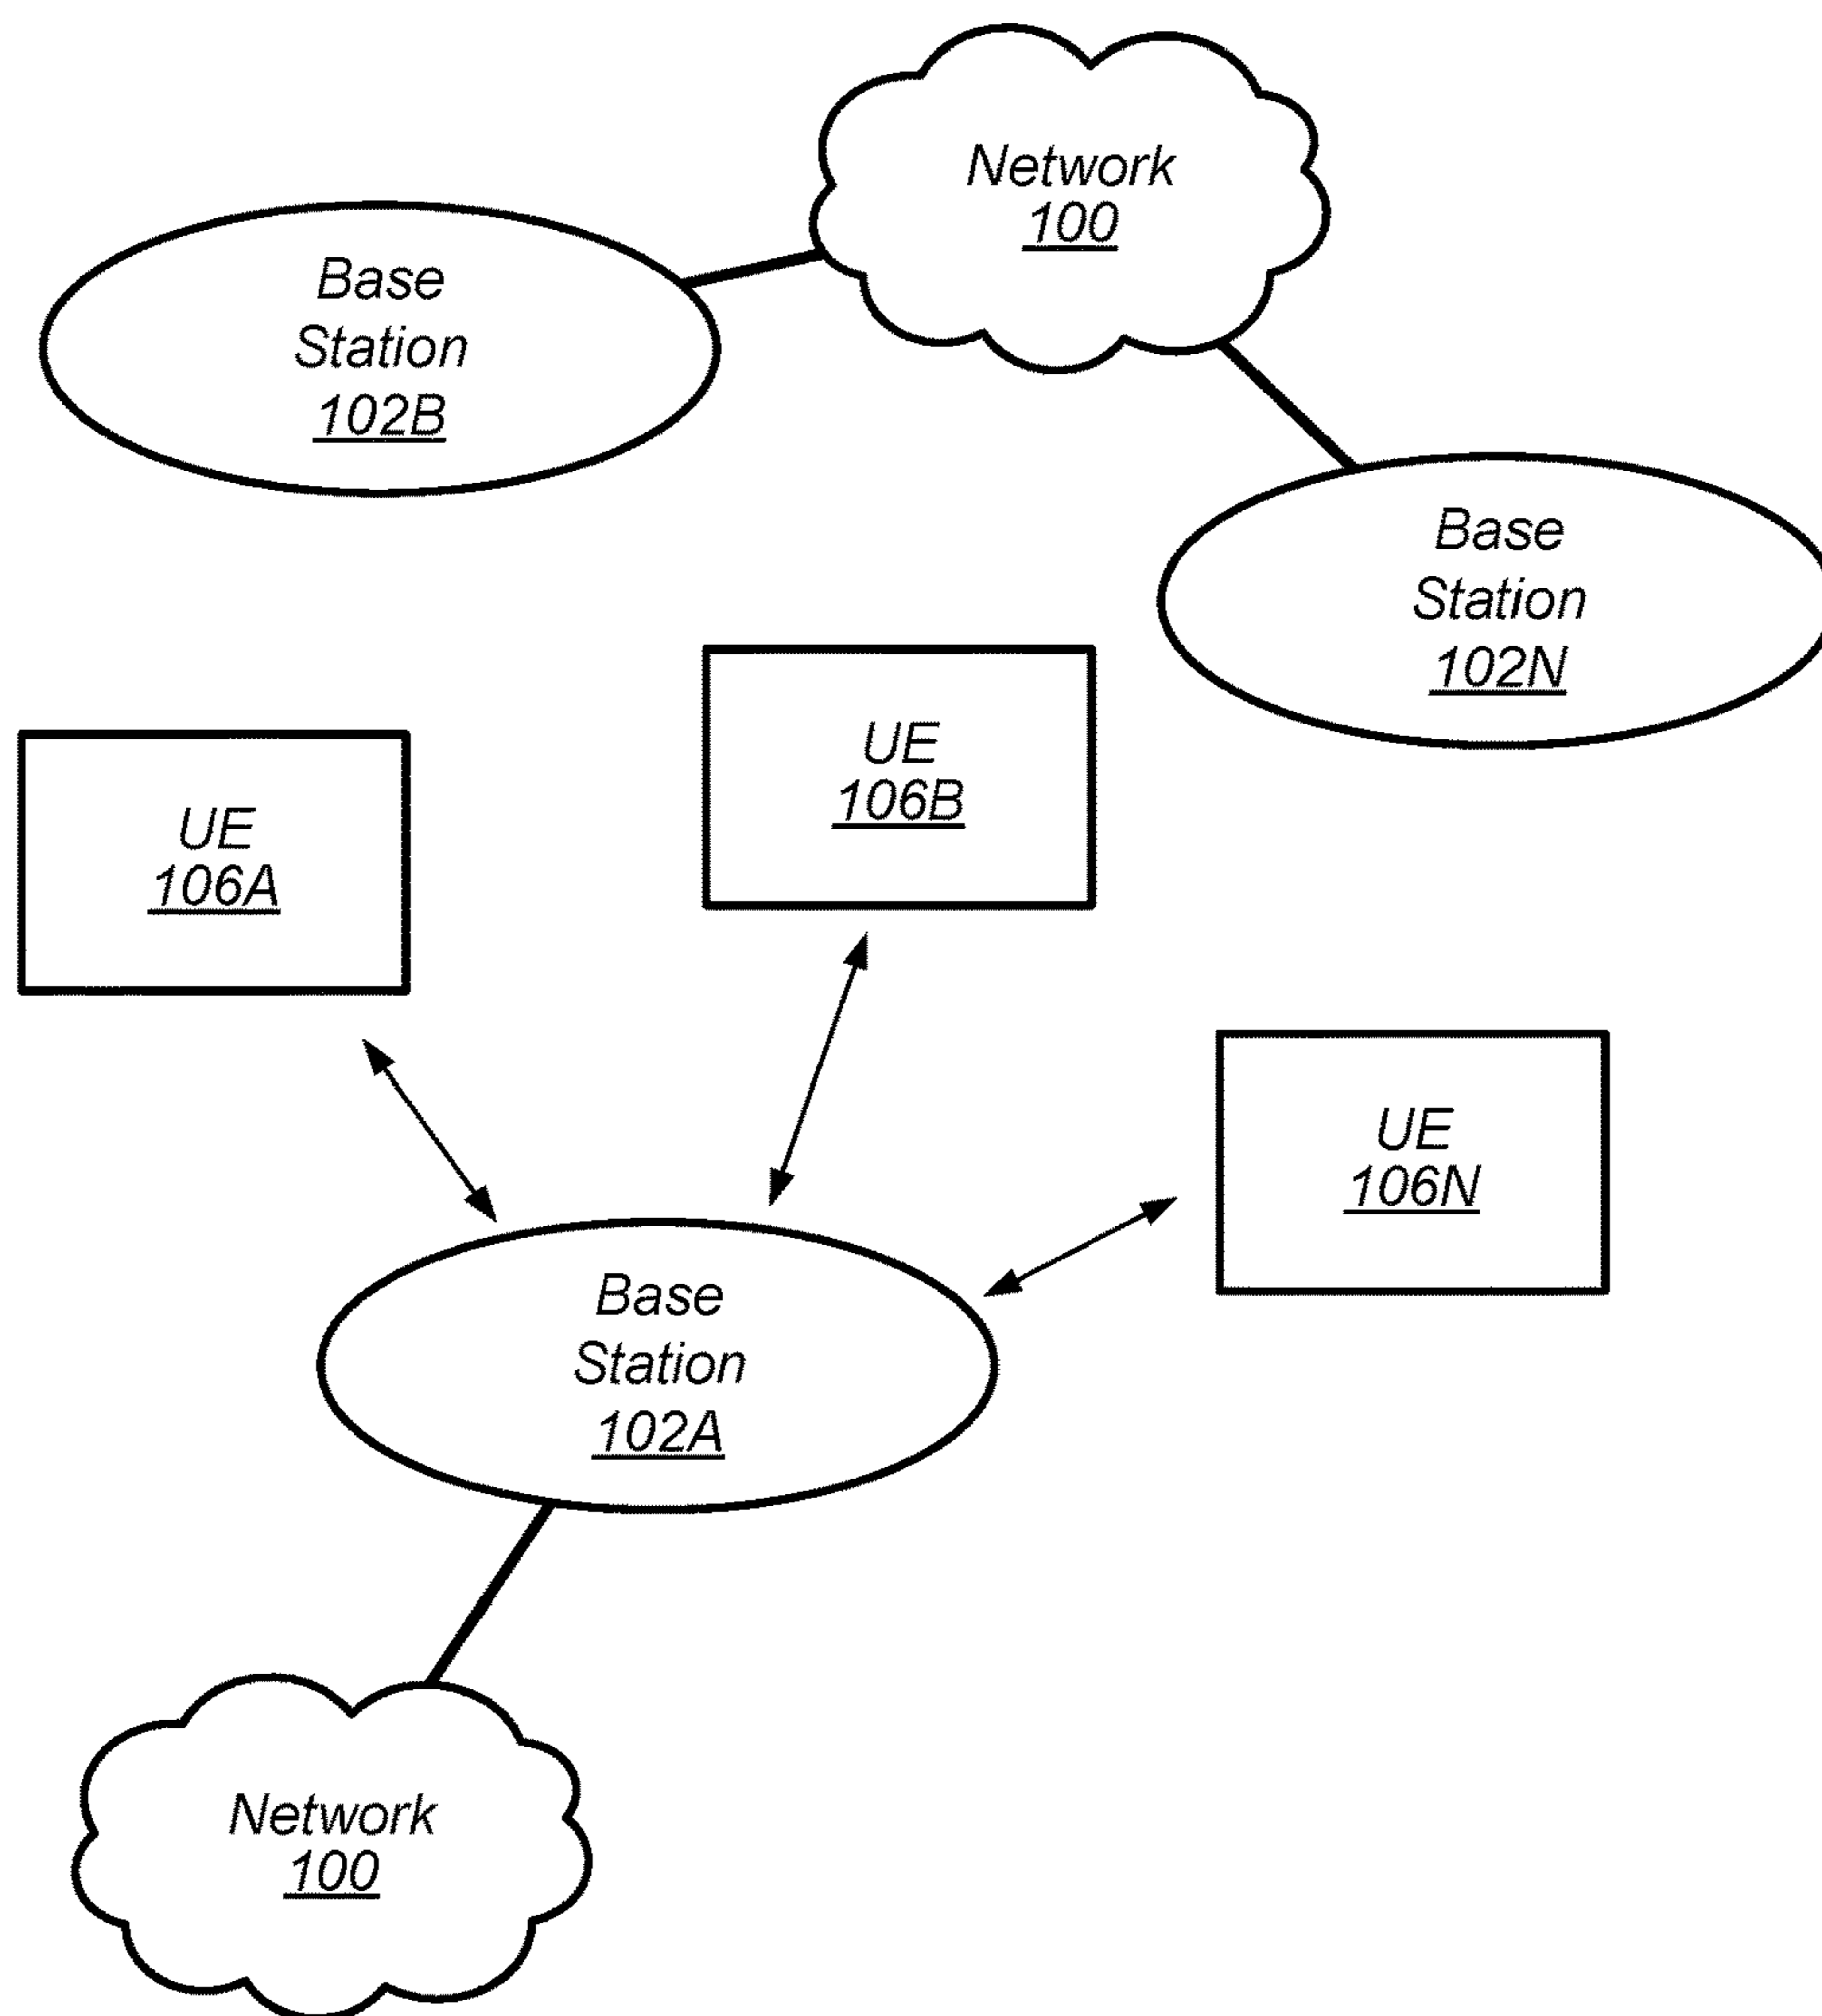 Network
100
Base
Station
102B
Base
Station
102N
UE
106B
UE
106A
UE
106N
Base
Station
102A
Network
100